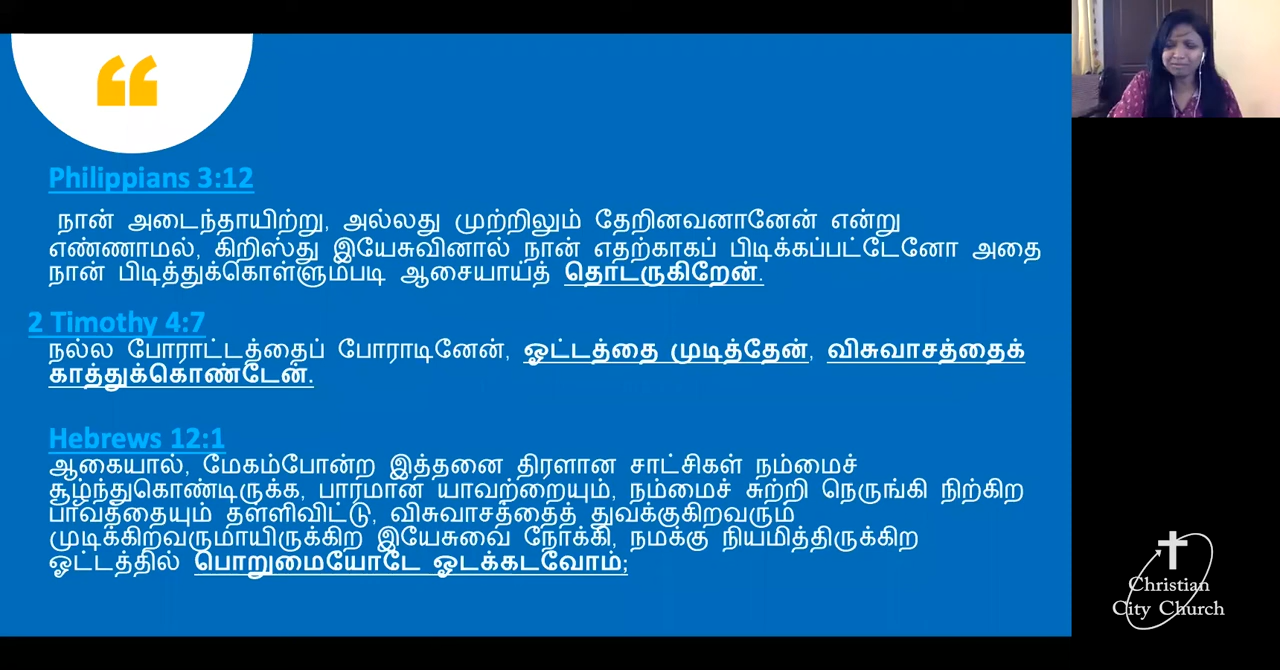 “
Philippians 3:12
நான் அடைந்தாயிற்று, அல்லது முற்றிலும் தேறினவனானேன் என்று
எண்ணாமல், கிறிஸ்து இயேசுவினால் நான் எதற்காகப் பிடிக்கப்பட்டேனோ அதை
நான் பிடித்துக்கொள்ளும்படி ஆசையாய்த் தொடருகிறேன்.
2 Timothy 4:7
நல்ல போராட்டத்தைப் போராடினேன், ஓட்டத்தை முடித்தேன், விசுவாசத்தைக்
காத்துக்கொண்டேன்.
Hebrews 12:1
ஆகையால், மேகம்போன்ற இத்தனை திரளான சாட்சிகள் நம்மைச்
சூழ்ந்துகொண்டிருக்க, பாரமான யாவற்றையும், நம்மைச் சுற்றி நெருங்கி நிற்கிற
பாவத்தையும் தள்ளிவிட்டு, விசுவாசத்தைத் துவக்குகிறவரும்
முடிக்கிறவருமாயிருக்கிற இயேசுவை நோக்கி, நமக்கு நியமித்திருக்கிற
ஓட்டத்தில் பொறுமையோடே ஓடக்கடவோம்;
Christian
City Church